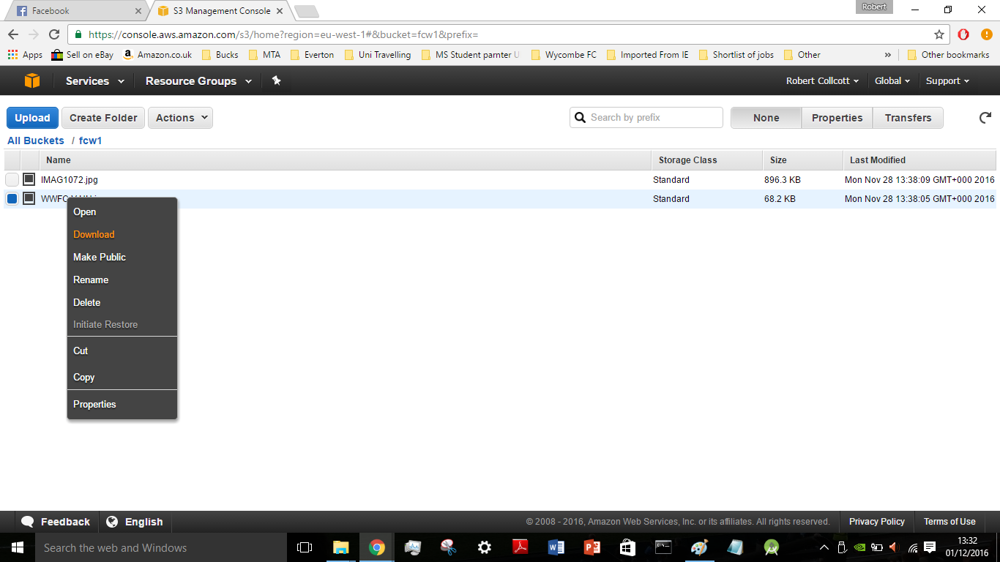 Facebook
S3 Management Console
Robert
https://console.aws.amazon.com/s3/home?region=eu-west-1#&bucket=fcw1&prefix=
Apps Sell on eBay Amazon.co.uk Bucks MTA Everton Uni Travelling MS Student parnter Wycombe FC Imported From IE Shortlist of jobs Other » Other bookmarks
Services Resource Groups Robert Collcott Global Support
Upload Create Folder Actions Search by prefix None Properties Transfers
All Buckets / fcw1
Name Storage Class Size Last Modified
IMAG1072.jpg Standard 896.3 KB Mon Nov 28 13:38:09 GMT+000 2016
Standard 68.2 KB Mon Nov 28 13:38:05 GMT+000 2016
Open
Download
Make Public
Rename
Delete
Initiate Restore
Cut
Copy
Properties
Feedback English © 2008 - 2016, Amazon Web Services, Inc. or its affiliates. All rights reserved. Privacy Policy Terms of Use
Search the web and Windows
13:32
01/12/2016